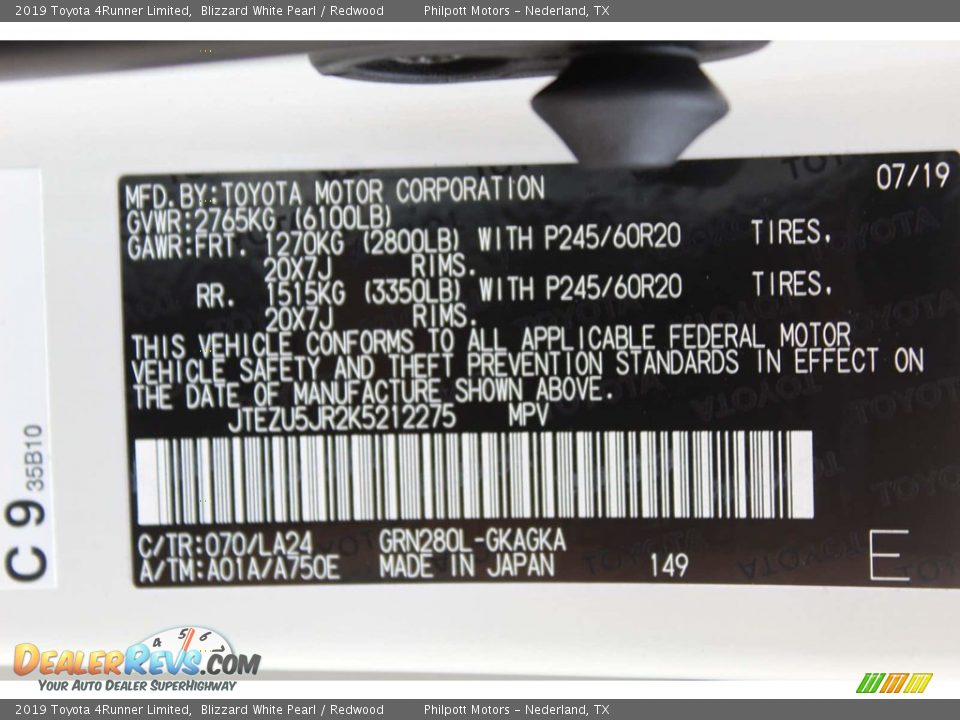 2019 Toyota 4Runner Limited, Blizzard White Pearl / Redwood Philpott Motors - Nederland, TX
07/19
MFD.BY:TOYOTA MOTOR CORPORATION
GVWR:2765KG (6100LB)
GAWR:FRT. 1270KG (2800LB) WITH P245/60R20 TIRES.
20X7J RIMS.
RR. 1515KG (3350LB) WITH P245/60R20 TIRES.
20X7J RIMS.
THIS VEHICLE CONFORMS TO ALL APPLICABLE FEDERAL MOTOR
VEHICLE SAFETY AND THEFT PREVENTION STANDARDS IN EFFECT ON
THE DATE OF MANUFACTURE SHOWN ABOVE.
JTEZU5JR2K5212275 MPV
C/TR:070/LA24 GRN280L-GKAGKA
A/TM:A01A/A750E MADE IN JAPAN 149 E
C 9 35B10
4 5 6 7
DealerRevs.com
Your Auto Dealer SuperHighway
2019 Toyota 4Runner Limited, Blizzard White Pearl / Redwood Philpott Motors - Nederland, TX